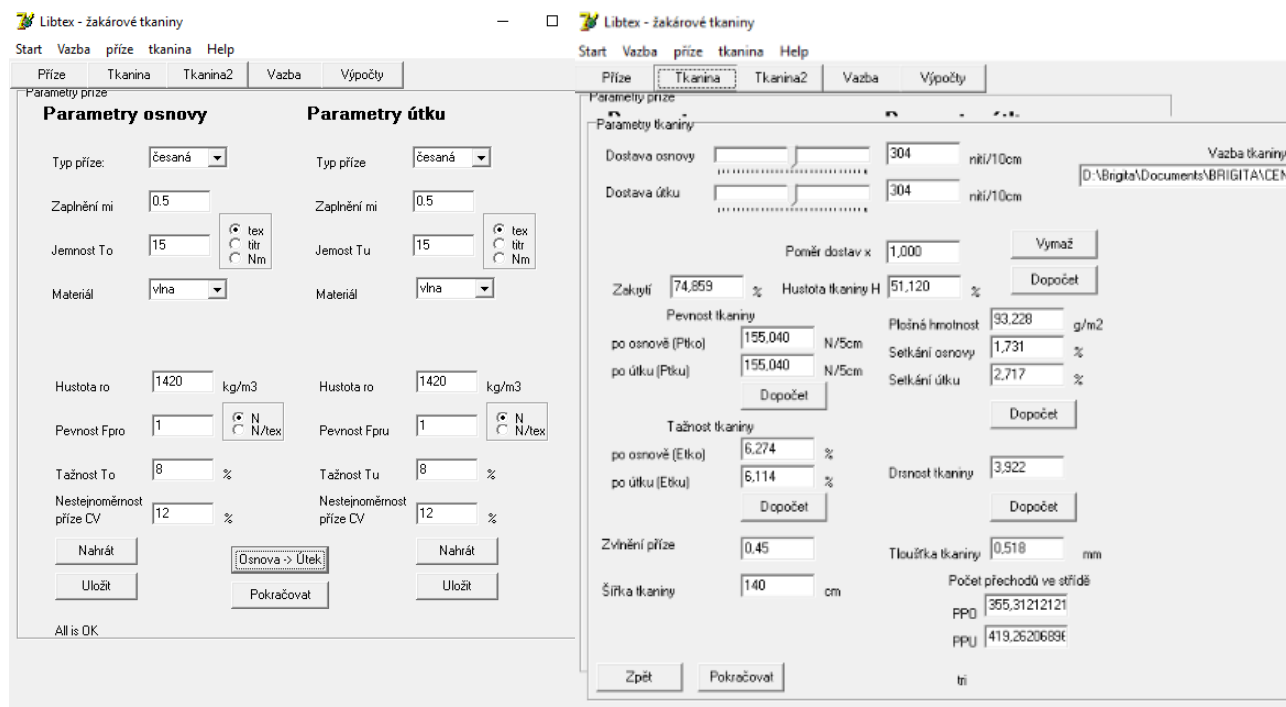 Libtex - žakárové tkaniny
Start Vazba příze tkanina Help
Příze Tkanina Tkanina2 Vazba Výpočty
Parametry příze
Parametry osnovy Parametry útku
Typ příze: česaná Typ příze česaná
Zaplnění mi 0.5 Zaplnění mi 0.5
Jemnost To 15 Jemost Tu 15
tex tex
titr titr
Nm Nm
Materiál vlna Materiál vlna
Hustota ro 1420 kg/m3 Hustota ro 1420 kg/m3
Pevnost Fpro 1 Pevnost Fpru 1
N N
N/tex N/tex
Tažnost To 8 % Tažnost Tu 8 %
Nestejnoměrnost Nestejnoměrnost
příze CV 12 % příze CV 12 %
Nahrát Osnova -> Útek Nahrát
Uložit Pokračovat Uložit
All is OK
Libtex - žakárové tkaniny
Start Vazba příze tkanina Help
Příze Tkanina Tkanina2 Vazba Výpočty
Parametry příze
Parametry tkaniny
Dostava osnovy 304 nití/10cm Vazba tkaniny
D:\Brigita\Documents\BRIGITA\CEN
Dostava útku 304 nití/10cm
Poměr dostav x 1,000 Vymaž
Zakrytí 74,859 % Hustota tkaniny H 51,120 % Dopočet
Pevnost tkaniny Plošná hmotnost 93,228 g/m2
po osnově (Ptko) 155,040 N/5cm Setkání osnovy 1,731 %
po útku (Ptku) 155,040 N/5cm Setkání útku 2,717 %
Dopočet Dopočet
Tažnost tkaniny
po osnově (Etko) 6,274 % Drsnost tkaniny 3,922
po útku (Etku) 6,114 %
Dopočet Dopočet
Zvlnění příze 0,45 Tloušťka tkaniny 0,518 mm
Šířka tkaniny 140 cm Počet přechodů ve střídě
PPO 355,31212121
PPU 419,26206896
Zpět Pokračovat tri